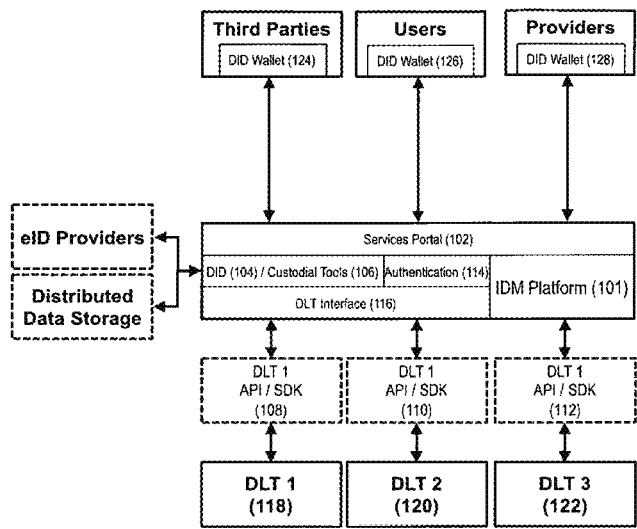 Third Parties
DID Wallet (124)
Users
DID Wallet (126)
Providers
DID Wallet (128)
eID Providers
Distributed
Data Storage
Services Portal (102)
DID (104) / Custodial Tools (106)
Authentication (114)
DLT Interface (116)
IDM Platform (101)
DLT 1
API / SDK
(108)
DLT 1
API / SDK
(110)
DLT 1
API / SDK
(112)
DLT 1
(118)
DLT 2
(120)
DLT 3
(122)